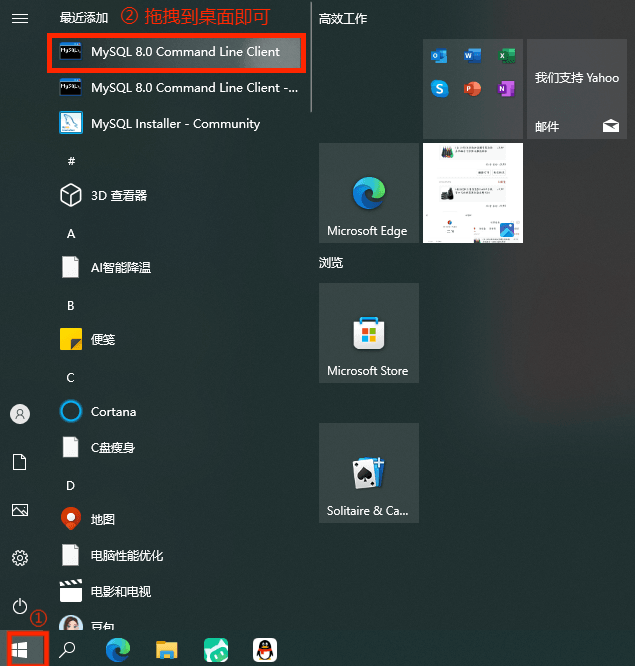 最近添加
② 拖拽到桌面即可
MySQL 8.0 Command Line Client
MySQL 8.0 Command Line Client -...
MySQL Installer - Community
#
3D 查看器
A
AI智能降温
B
便笺
C
Cortana
C盘瘦身
D
地图
电脑性能优化
电影和电视
豆包
①
高效工作
我们支持 Yahoo
邮件
Microsoft Edge
浏览
Microsoft Store
Solitaire & Ca...